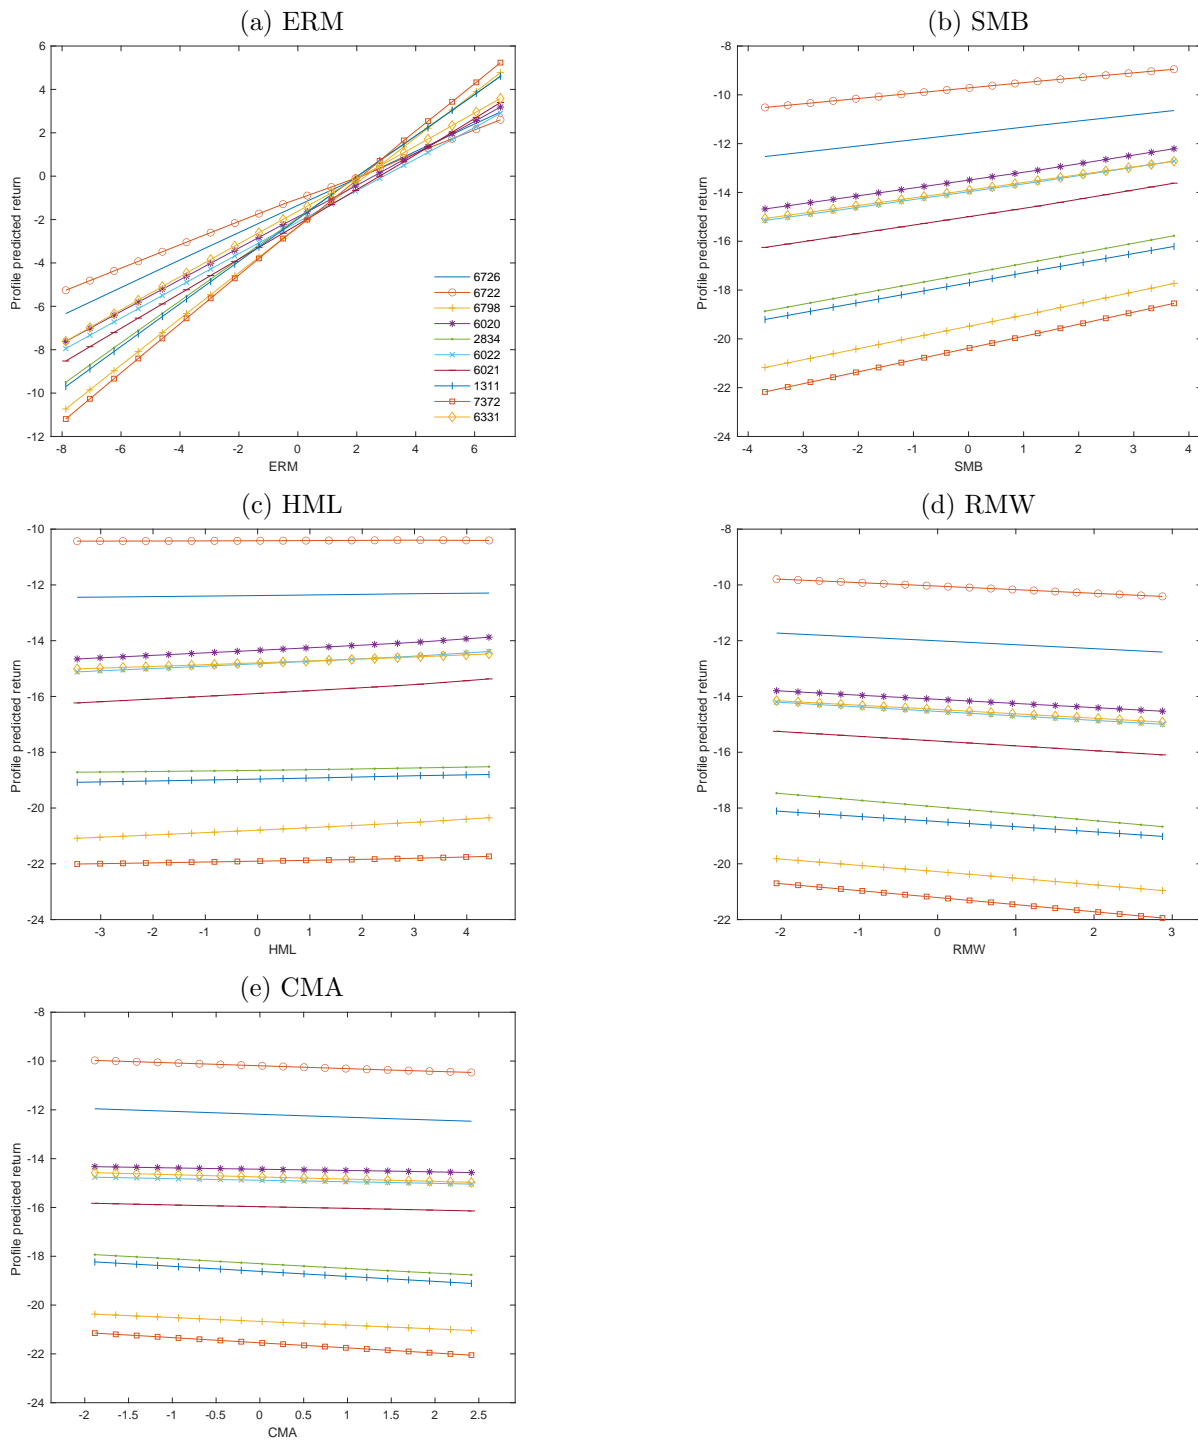 (a) ERM
6
4
2
0
-2
-4
-6
-8
-10
-12
Profile predicted return
-8 -6 -4 -2 0 2 4 6
ERM
6726
6722
6798
6020
2834
6022
6021
1311
7372
6331
(b) SMB
-8
-10
-12
-14
-16
-18
-20
-22
-24
Profile predicted return
-4 -3 -2 -1 0 1 2 3 4
SMB
(c) HML
-10
-12
-14
-16
-18
-20
-22
-24
Profile predicted return
-3 -2 -1 0 1 2 3 4
HML
(d) RMW
-8
-10
-12
-14
-16
-18
-20
-22
Profile predicted return
-2 -1 0 1 2 3
RMW
(e) CMA
-8
-10
-12
-14
-16
-18
-20
-22
-24
Profile predicted return
-2 -1.5 -1 -0.5 0 0.5 1 1.5 2 2.5
CMA